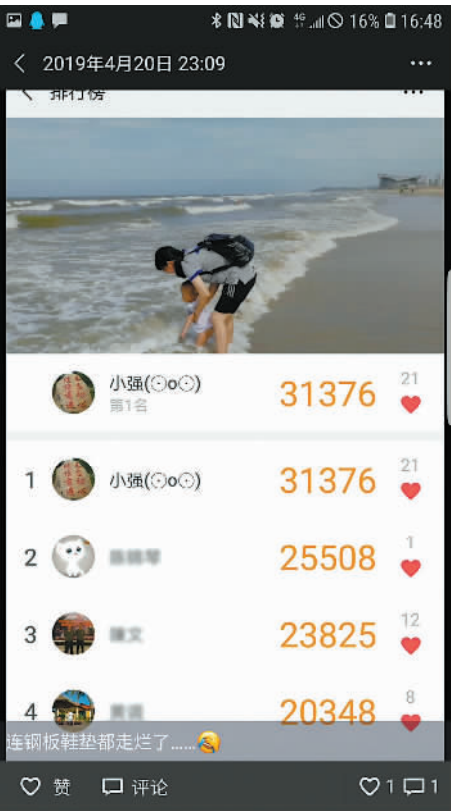 4G 16% 16:48
2019年4月20日 23:09
排行榜
小强(⊙o⊙) 31376 21
第1名
1 小强(⊙o⊙) 31376 21
2 25508 1
3 23825 12
4 20348 8
连钢板鞋垫都走烂了……🤣
赞 评论 1 1